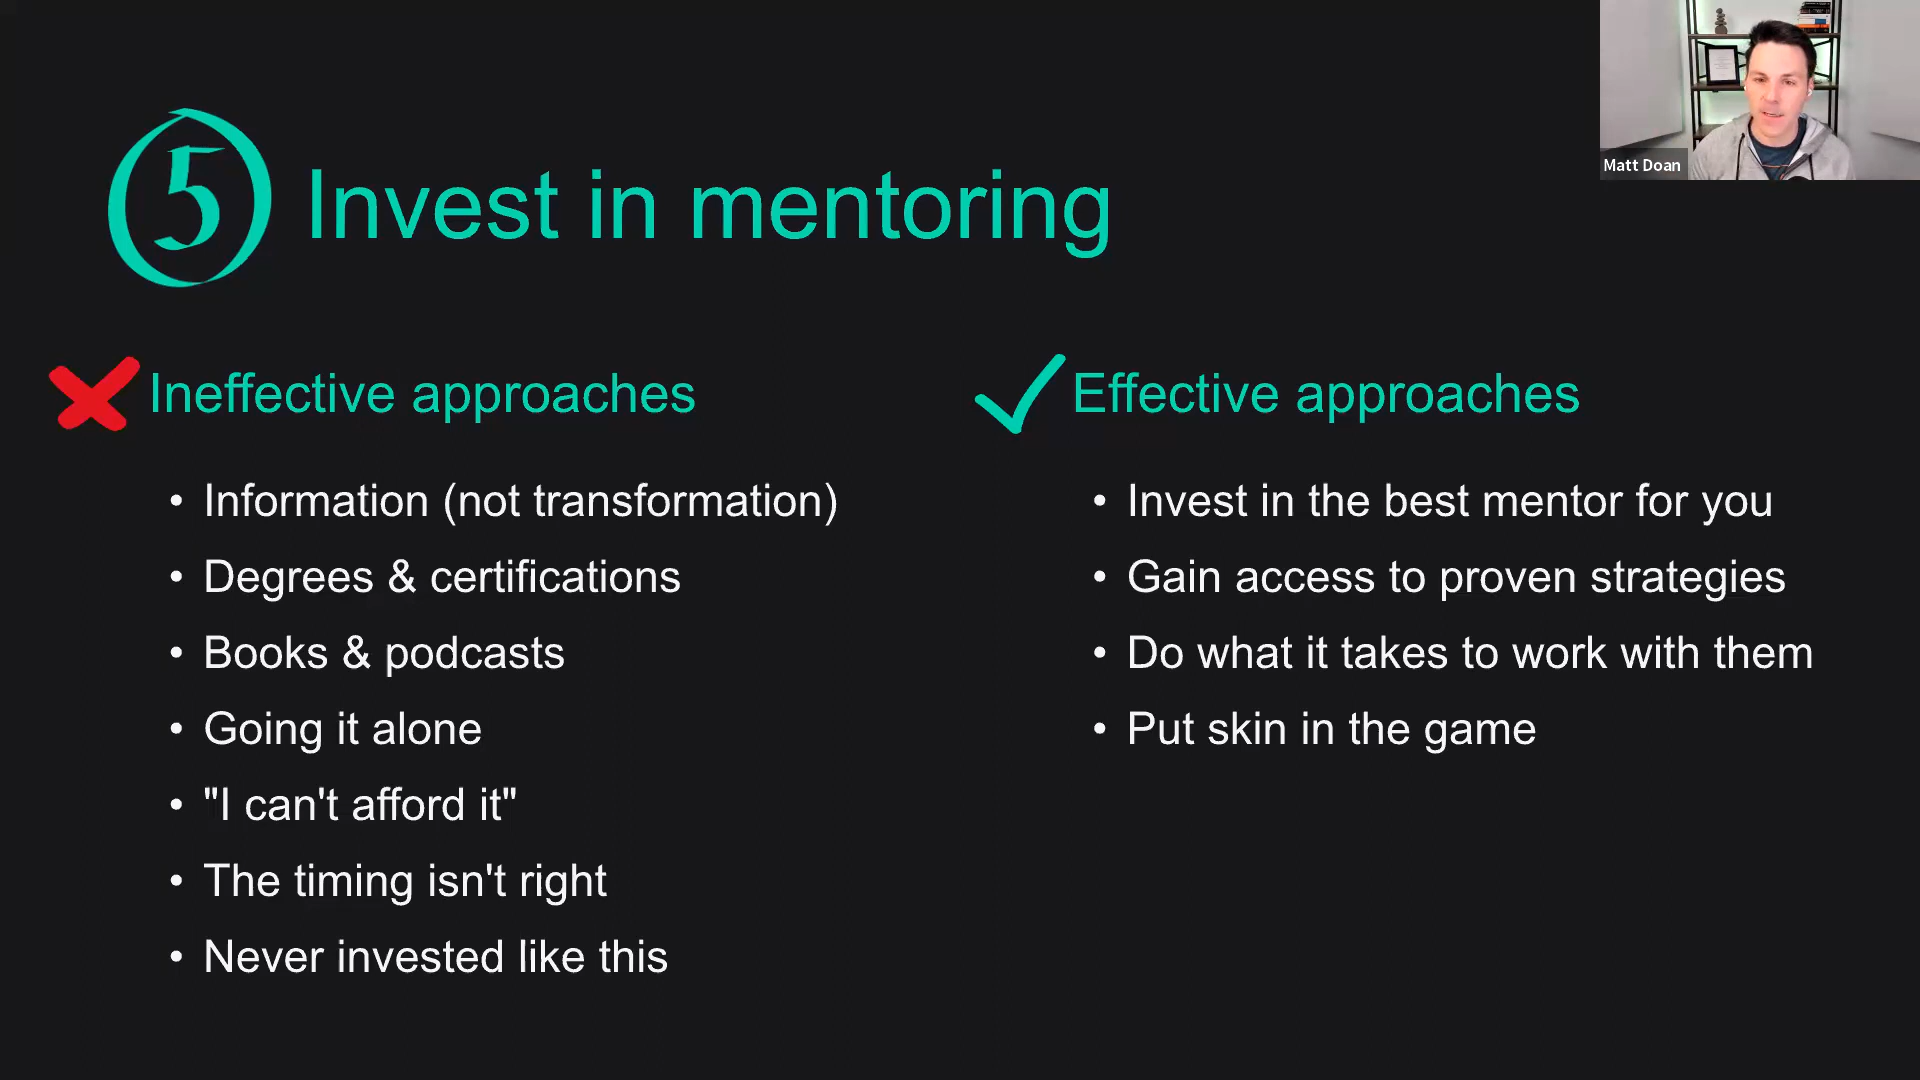 5 Invest in mentoring
Matt Doan
Ineffective approaches
• Information (not transformation)
• Degrees & certifications
• Books & podcasts
• Going it alone
• "I can't afford it"
• The timing isn't right
• Never invested like this
Effective approaches
• Invest in the best mentor for you
• Gain access to proven strategies
• Do what it takes to work with them
• Put skin in the game